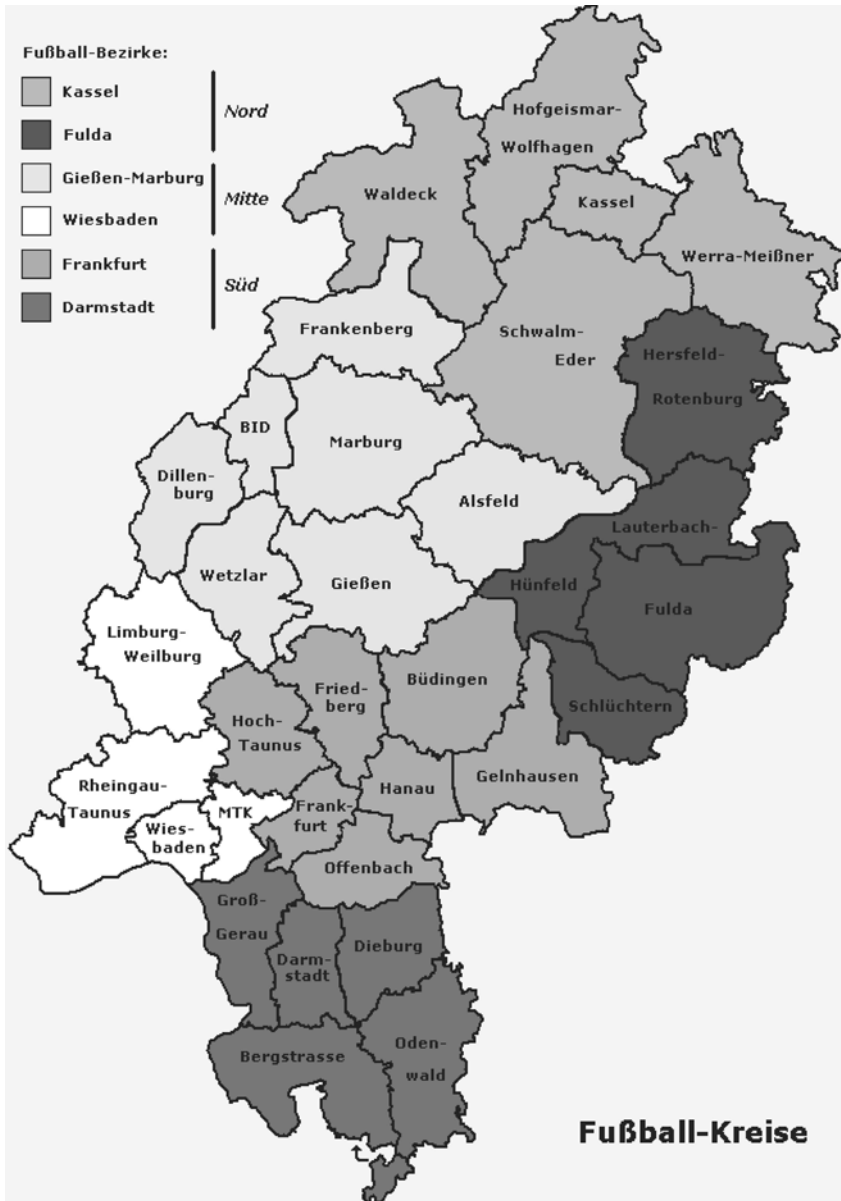 Fußball-Bezirke:
Kassel
Fulda
Nord
Gießen-Marburg
Wiesbaden
Mitte
Frankfurt
Darmstadt
Süd
Hofgeismar-
Wolfhagen
Waldeck
Kassel
Werra-Meißner
Frankenberg
Schwalm-
Eder
Hersfeld-
Rotenburg
BID
Marburg
Dillen-
burg
Alsfeld
Lauterbach-
Hünfeld
Wetzlar
Gießen
Fulda
Limburg-
Weilburg
Friedberg
Büdingen
Schlüchtern
Hoch-
Taunus
Gelnhausen
Rheingau-
Taunus
MTK
Frank-
furt
Hanau
Wies-
baden
Offenbach
Groß-
Gerau
Dieburg
Darm-
stadt
Oden-
wald
Bergstrasse
Fußball-Kreise